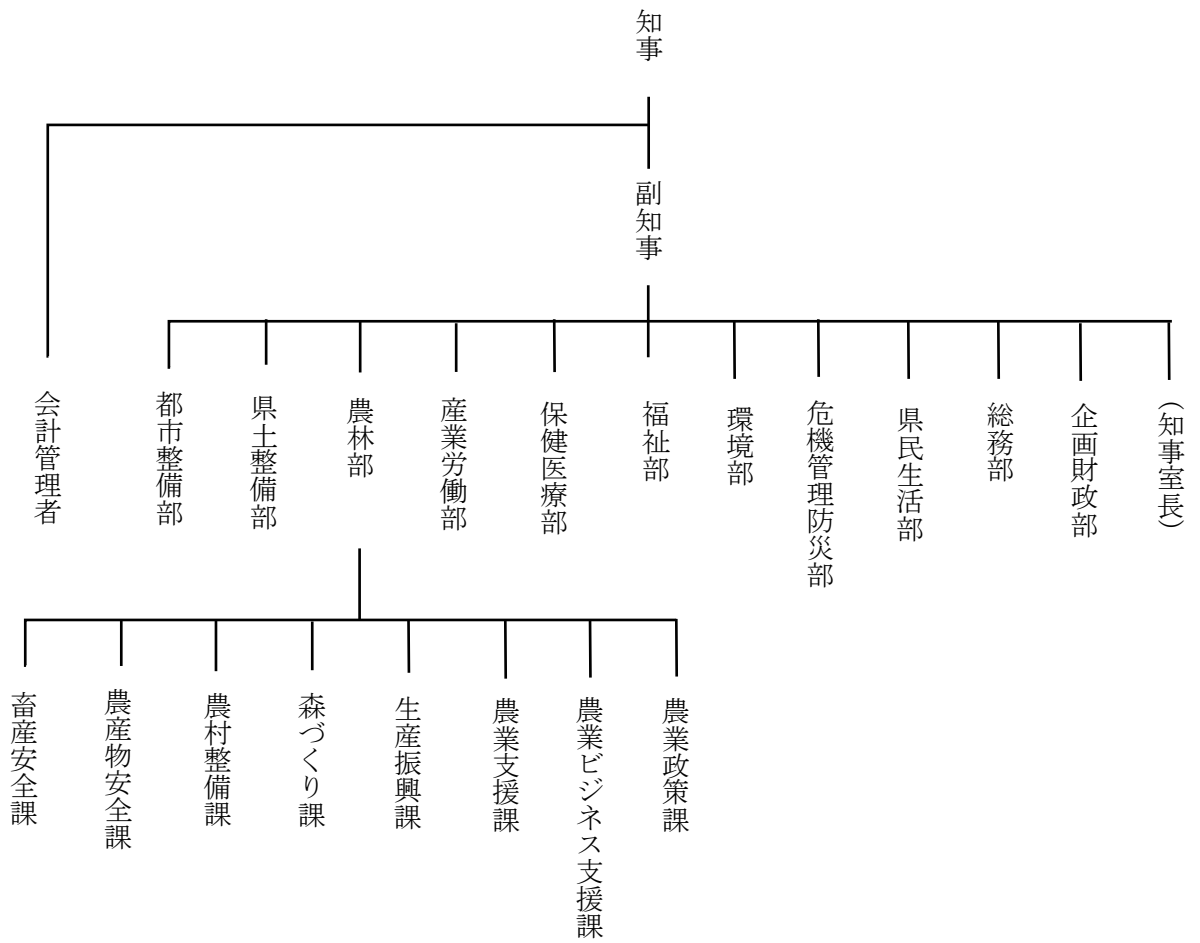 知事
副知事
（知事室長）
企画財政部
総務部
県民生活部
危機管理防災部
環境部
福祉部
保健医療部
産業労働部
農林部
県土整備部
都市整備部
会計管理者
農業政策課
農業ビジネス支援課
農業支援課
生産振興課
森づくり課
農村整備課
農産物安全課
畜産安全課